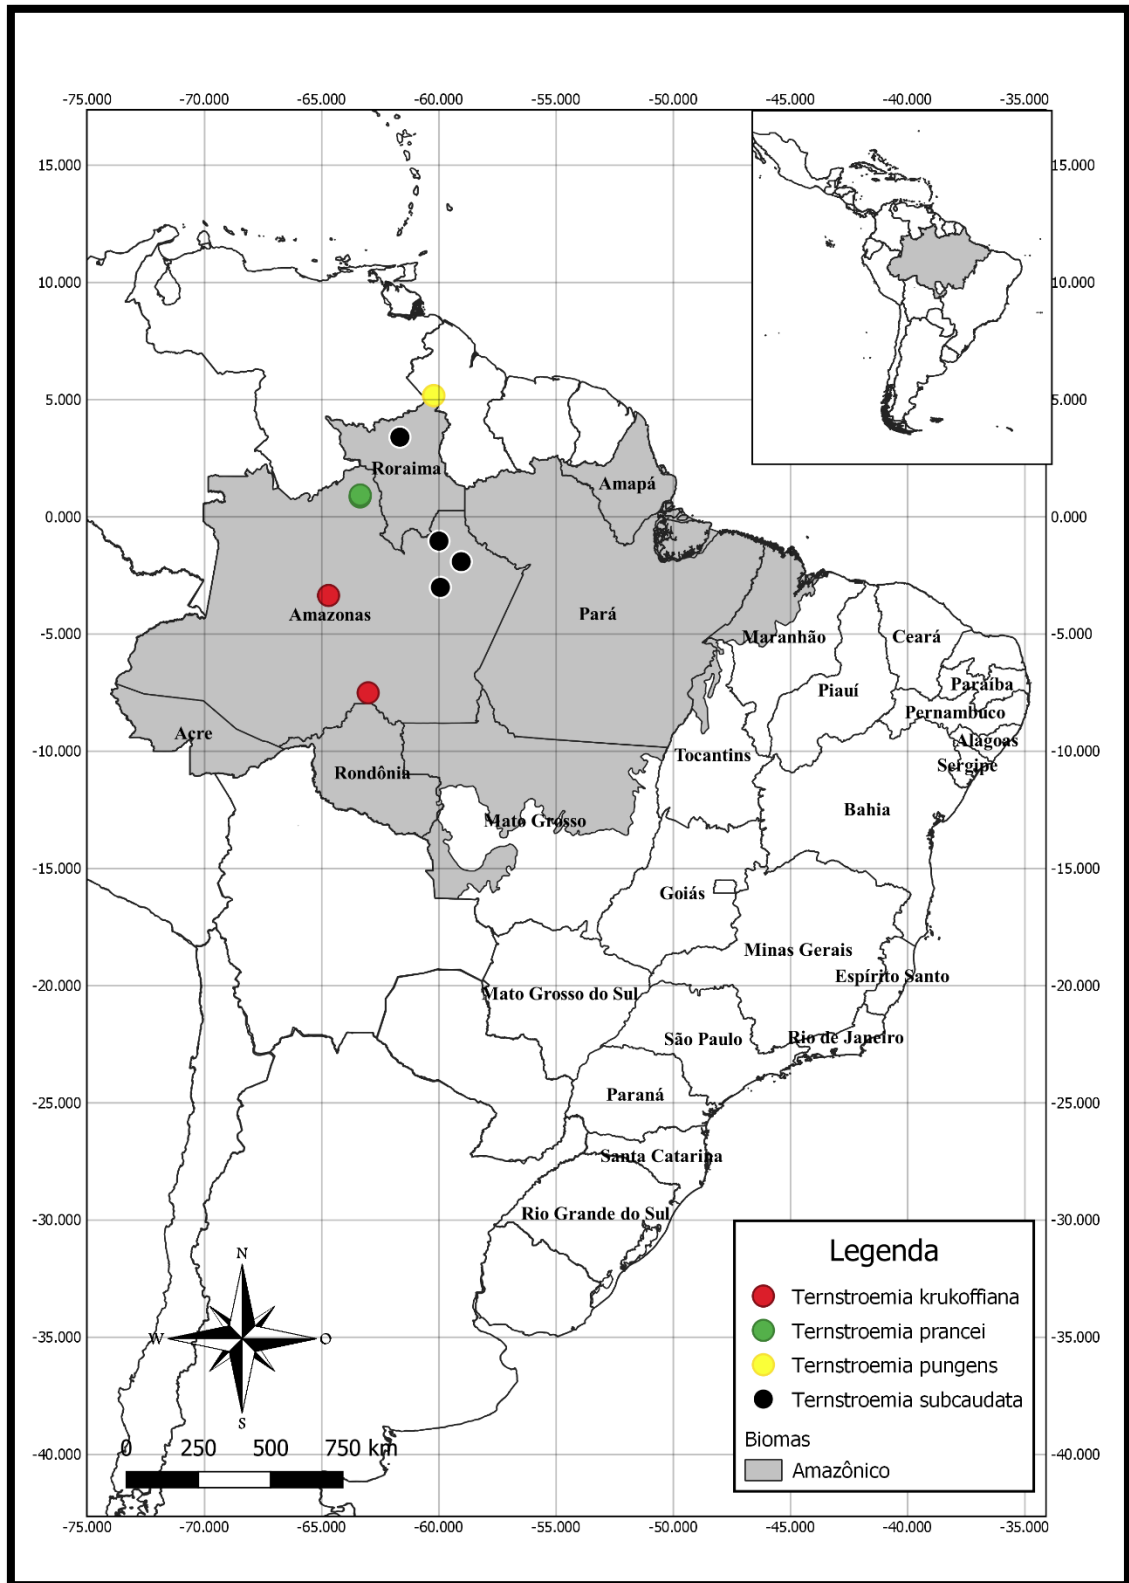 -75.000 -70.000 -65.000 -60.000 -55.000 -50.000 -45.000 -40.000 -35.000
15.000 15.000
10.000 10.000
5.000 5.000
Roraima
Amapá
0.000 0.000
Amazonas
Pará
-5.000 -5.000
Maranhão
Ceará
Piauí
Paraíba
Pernambuco
Acre
Alagoas
-10.000 -10.000
Tocantins
Sergipe
Rondônia
Bahia
Mato Grosso
-15.000 -15.000
Goiás
Minas Gerais
Espírito Santo
-20.000 -20.000
Mato Grosso do Sul
São Paulo
Rio de Janeiro
Paraná
-25.000 -25.000
Santa Catarina
Rio Grande do Sul
-30.000 -30.000
Legenda
Ternstroemia krukoffiana
Ternstroemia prancei
Ternstroemia pungens
Ternstroemia subcaudata
Biomas
Amazônico
N
W O
S
-35.000 -35.000
0 250 500 750 km
-40.000 -40.000
-75.000 -70.000 -65.000 -60.000 -55.000 -50.000 -45.000 -40.000 -35.000